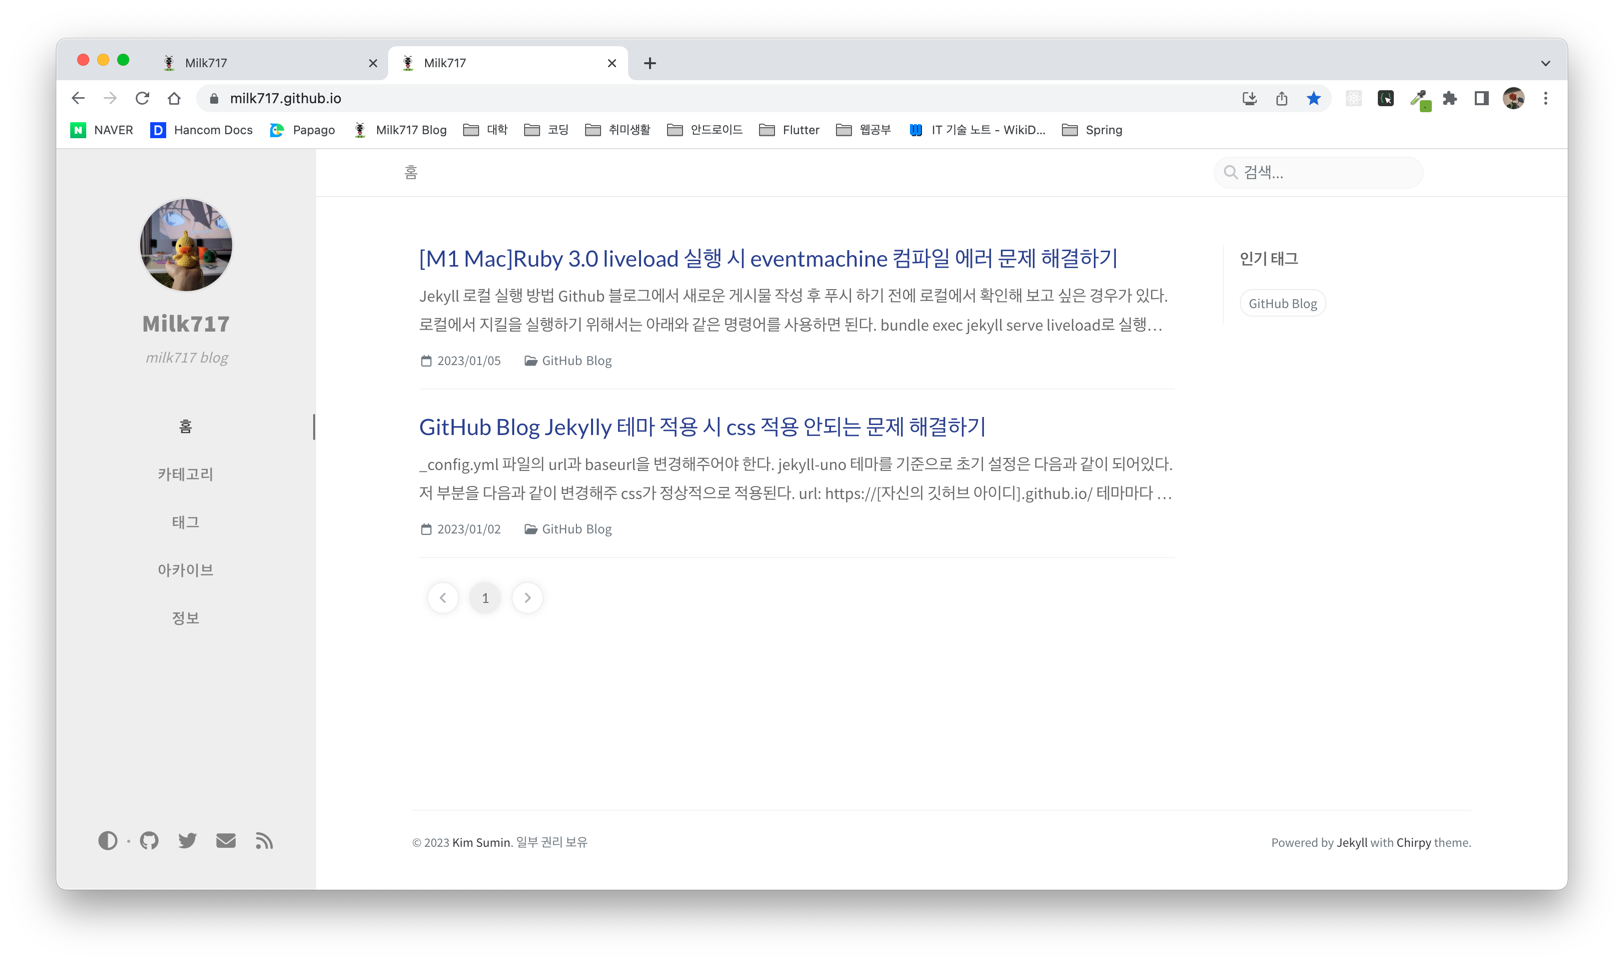 Milk717
Milk717
milk717.github.io
NAVER
Hancom Docs
Papago
Milk717 Blog
대학
코딩
취미생활
안드로이드
Flutter
웹공부
IT 기술 노트 - WikiD...
Spring
Milk717
milk717 blog
홈
카테고리
태그
아카이브
정보
홈
검색...
[M1 Mac]Ruby 3.0 liveload 실행 시 eventmachine 컴파일 에러 문제 해결하기
Jekyll 로컬 실행 방법 Github 블로그에서 새로운 게시물 작성 후 푸시 하기 전에 로컬에서 확인해 보고 싶은 경우가 있다.
로컬에서 지킬을 실행하기 위해서는 아래와 같은 명령어를 사용하면 된다. bundle exec jekyll serve liveload로 실행…
2023/01/05
GitHub Blog
GitHub Blog Jekylly 테마 적용 시 css 적용 안되는 문제 해결하기
_config.yml 파일의 url과 baseurl을 변경해주어야 한다. jekyll-uno 테마를 기준으로 초기 설정은 다음과 같이 되어있다.
저 부분을 다음과 같이 변경해주 css가 정상적으로 적용된다. url: https://[자신의 깃허브 아이디].github.io/ 테마마다 …
2023/01/02
GitHub Blog
1
인기 태그
GitHub Blog
© 2023 Kim Sumin. 일부 권리 보유
Powered by Jekyll with Chirpy theme.